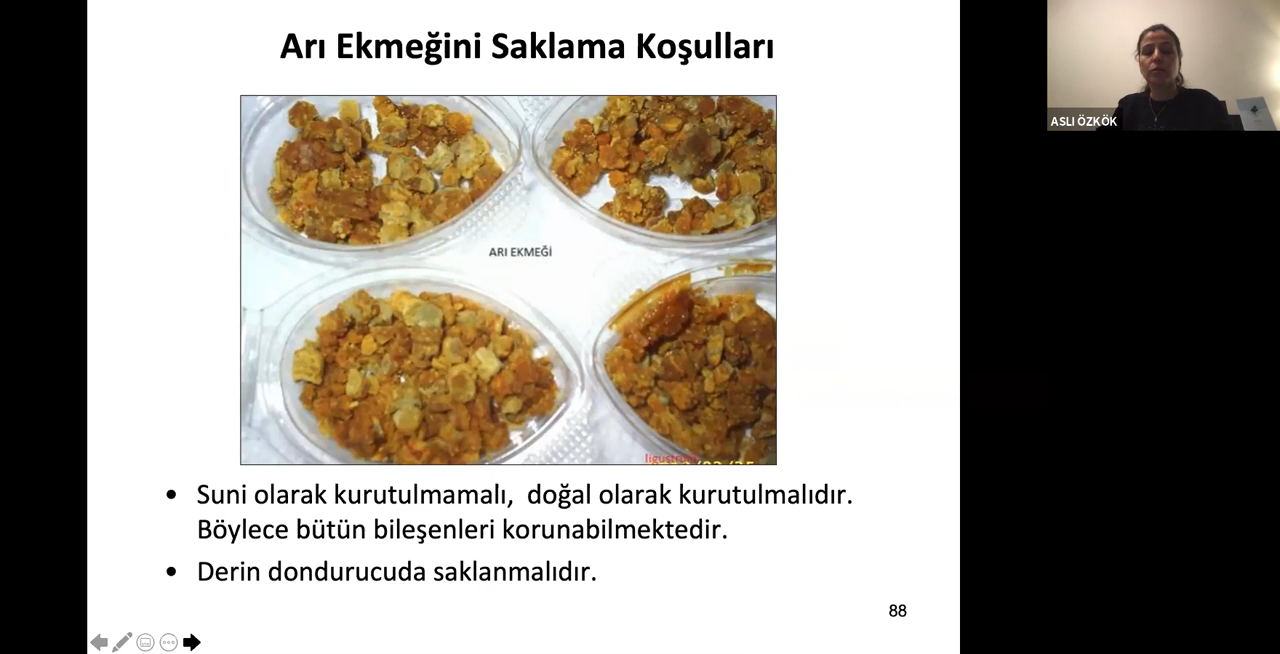 Arı Ekmeğini Saklama Koşulları
ASLI ÖZKÖK
ARI EKMEĞİ
ligustrum
• Suni olarak kurutulmamalı, doğal olarak kurutulmalıdır.
Böylece bütün bileşenleri korunabilmektedir.
• Derin dondurucuda saklanmalıdır.
88